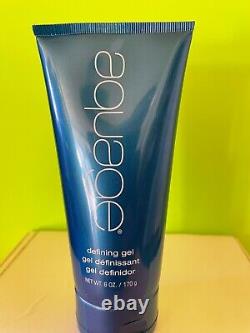 aquage®
defining gel
gel définissant
gel definidor
NET WT. 6 OZ. / 170 g